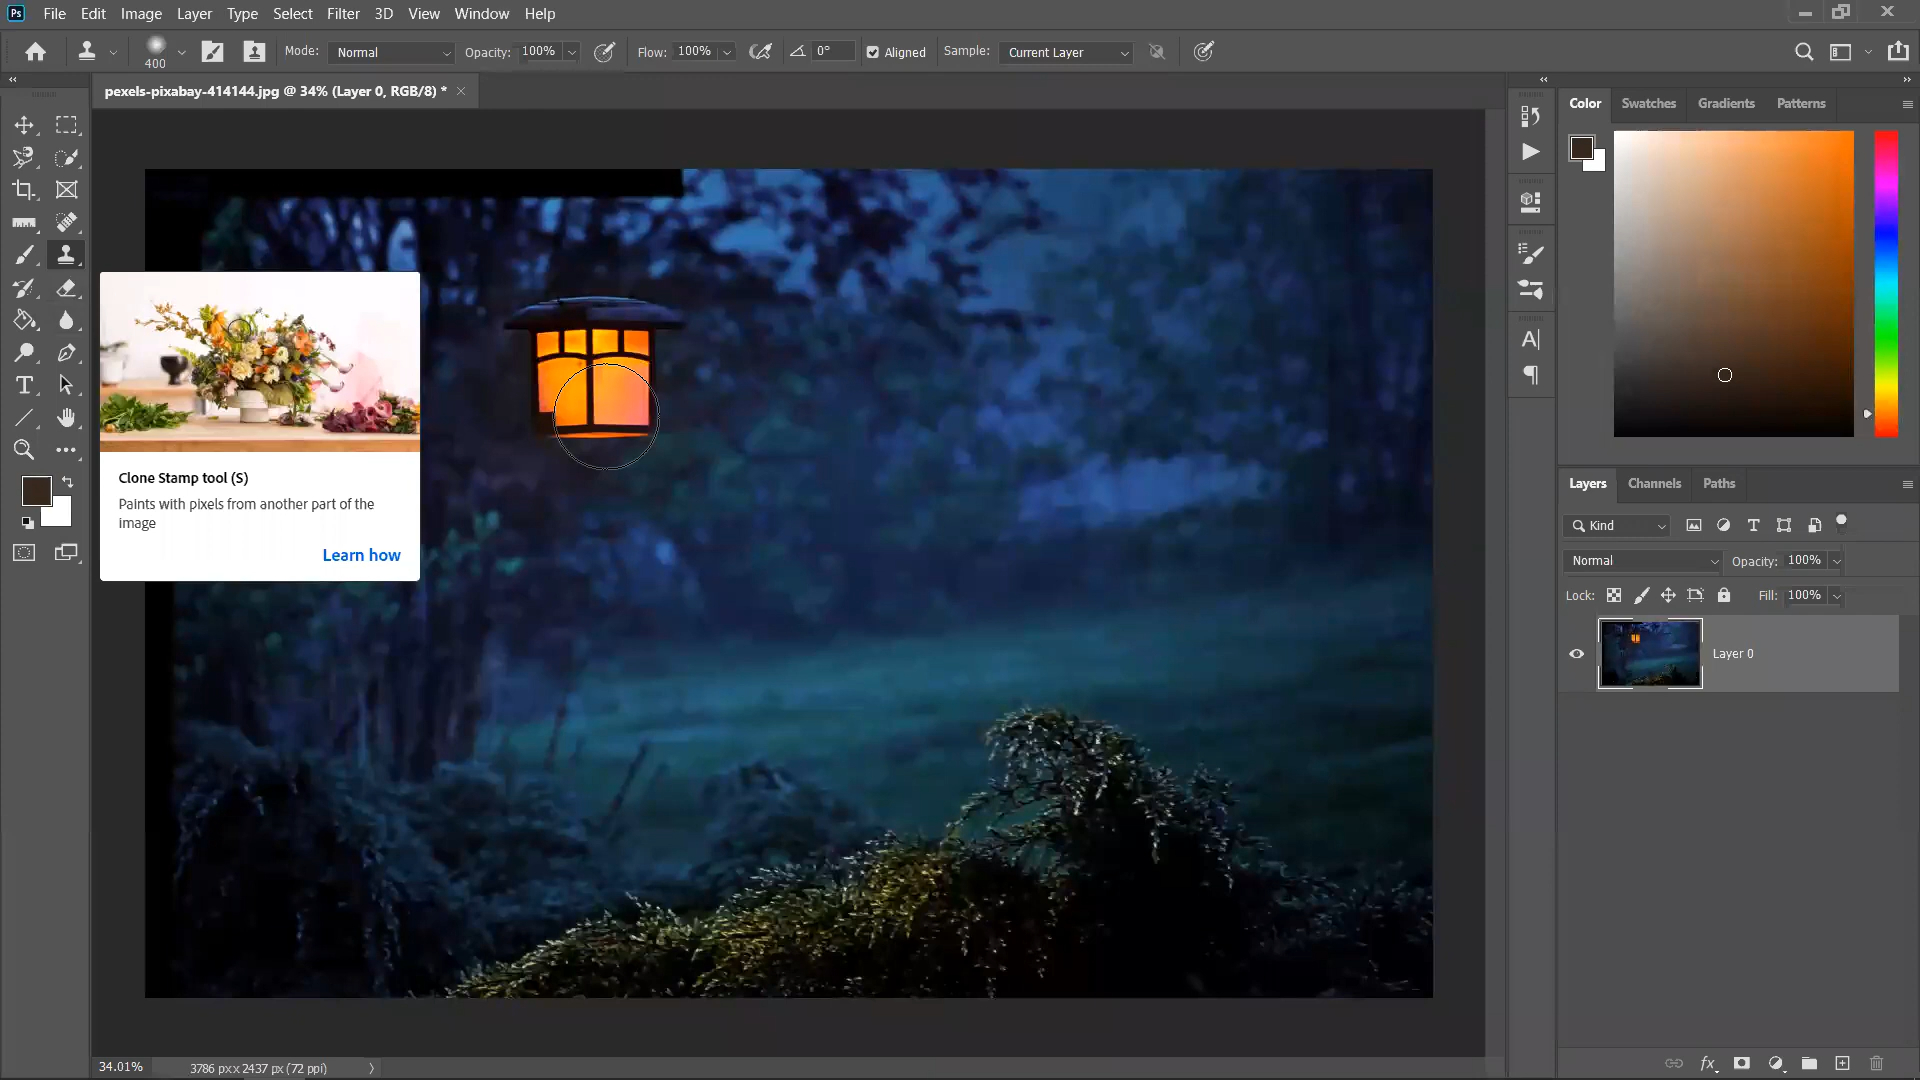 Ps File Edit Image Layer Type Select Filter 3D View Window Help
400 Mode: Normal Opacity: 100% Flow: 100% 0° Aligned Sample: Current Layer
pexels-pixabay-414144.jpg @ 34% (Layer 0, RGB/8) *
Color Swatches Gradients Patterns
Clone Stamp tool (S)
Paints with pixels from another part of the
image
Learn how
Layers Channels Paths
Kind
Normal Opacity: 100%
Lock: Fill: 100%
Layer 0
34.01% 3786 px x 2437 px (72 ppi)